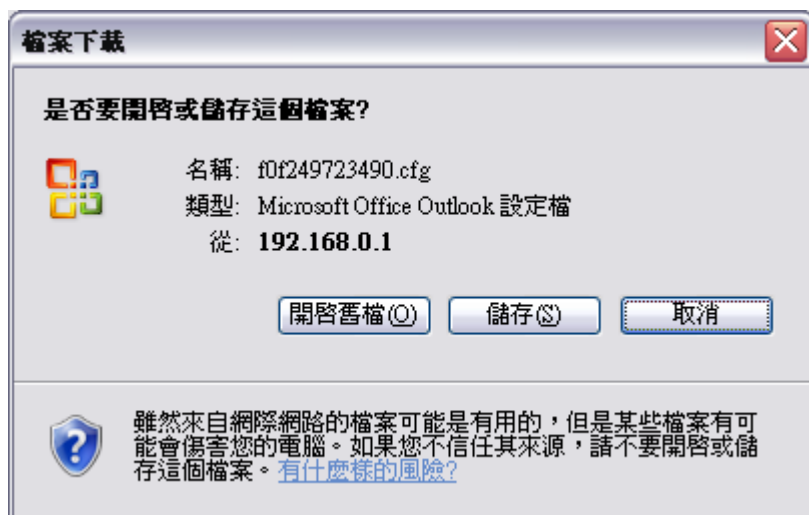 檔案下載
是否要開啓或儲存這個檔案?
名稱: f0f249723490.cfg
類型: Microsoft Office Outlook 設定檔
從: 192.168.0.1
開啓舊檔(O) 儲存(S) 取消
雖然來自網際網路的檔案可能是有用的，但是某些檔案有可
能會傷害您的電腦。如果您不信任其來源，請不要開啓或儲
存這個檔案。有什麼樣的風險?